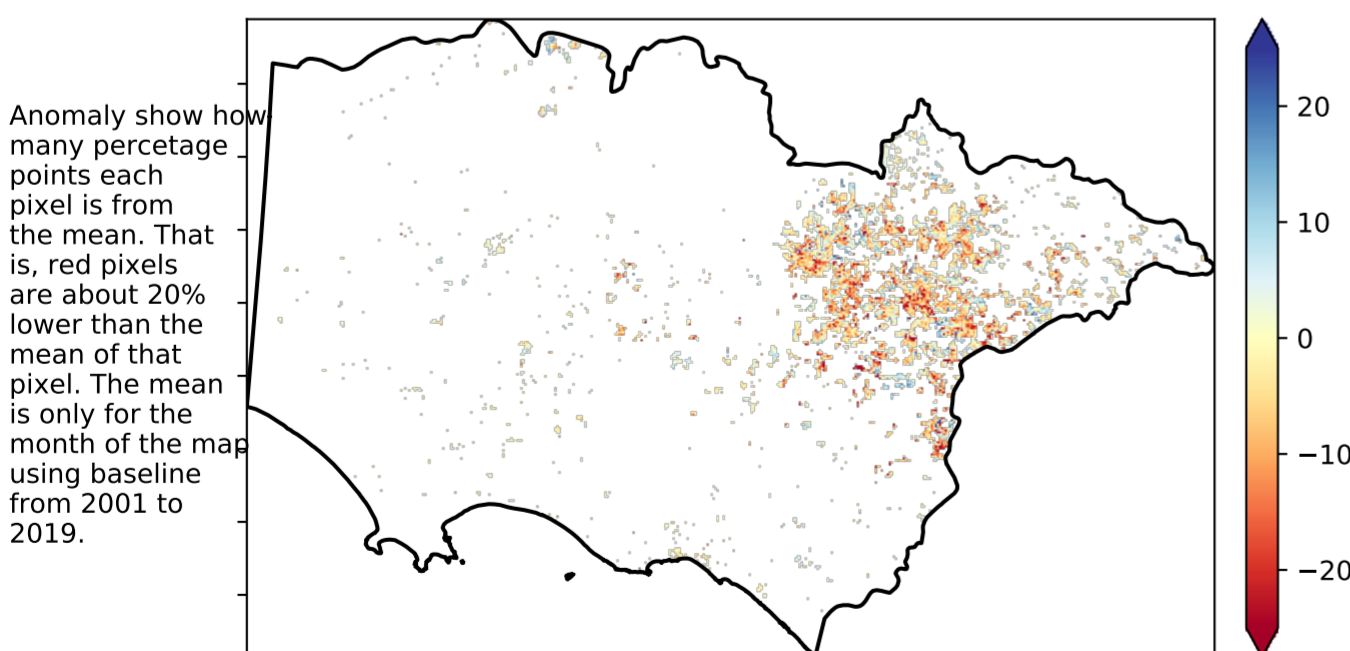 Anomaly show how
many percetage
points each
pixel is from
the mean. That
is, red pixels
are about 20%
lower than the
mean of that
pixel. The mean
is only for the
month of the map
using baseline
from 2001 to
2019.
20
10
0
−10
−20